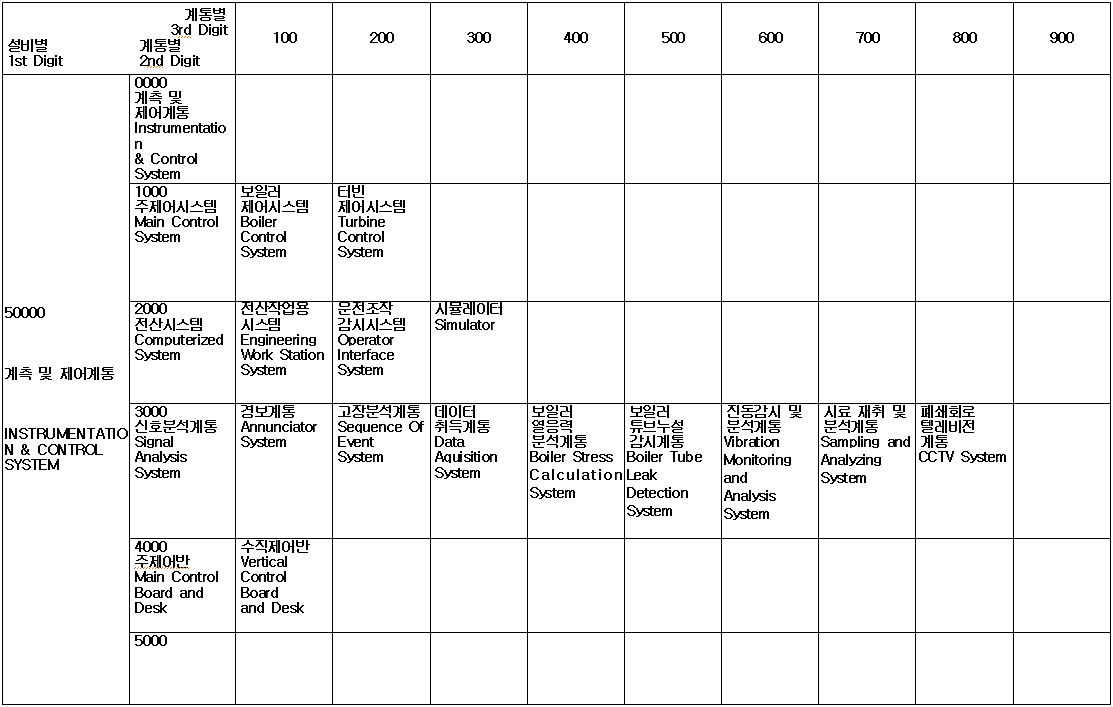 계통별
3rd Digit
설비별
1st Digit
계통별
2nd Digit
100
200
300
400
500
600
700
800
900
50000
계측 및 제어계통
INSTRUMENTATIO
N & CONTROL
SYSTEM
0000
계측 및
제어계통
Instrumentatio
n
& Control
System
1000
주제어시스템
Main Control
System
보일러
제어시스템
Boiler
Control
System
터빈
제어시스템
Turbine
Control
System
2000
전산시스템
Computerized
System
전산작업용
시스템
Engineering
Work Station
System
운전조작
감시시스템
Operator
Interface
System
시뮬레이터
Simulator
3000
신호분석계통
Signal
Analysis
System
경보계통
Annunciator
System
고장분석계통
Sequence Of
Event
System
데이터
취득계통
Data
Aquisition
System
보일러
열응력
분석계통
Boiler Stress
Calculation
System
보일러
튜브누설
감시계통
Boiler Tube
Leak
Detection
System
진동감시 및
분석계통
Vibration
Monitoring
and
Analysis
System
시료 재취 및
분석계통
Sampling and
Analyzing
System
폐쇄회로
텔레비전
계통
CCTV System
4000
주제어반
Main Control
Board and
Desk
수직제어반
Vertical
Control
Board
and Desk
5000